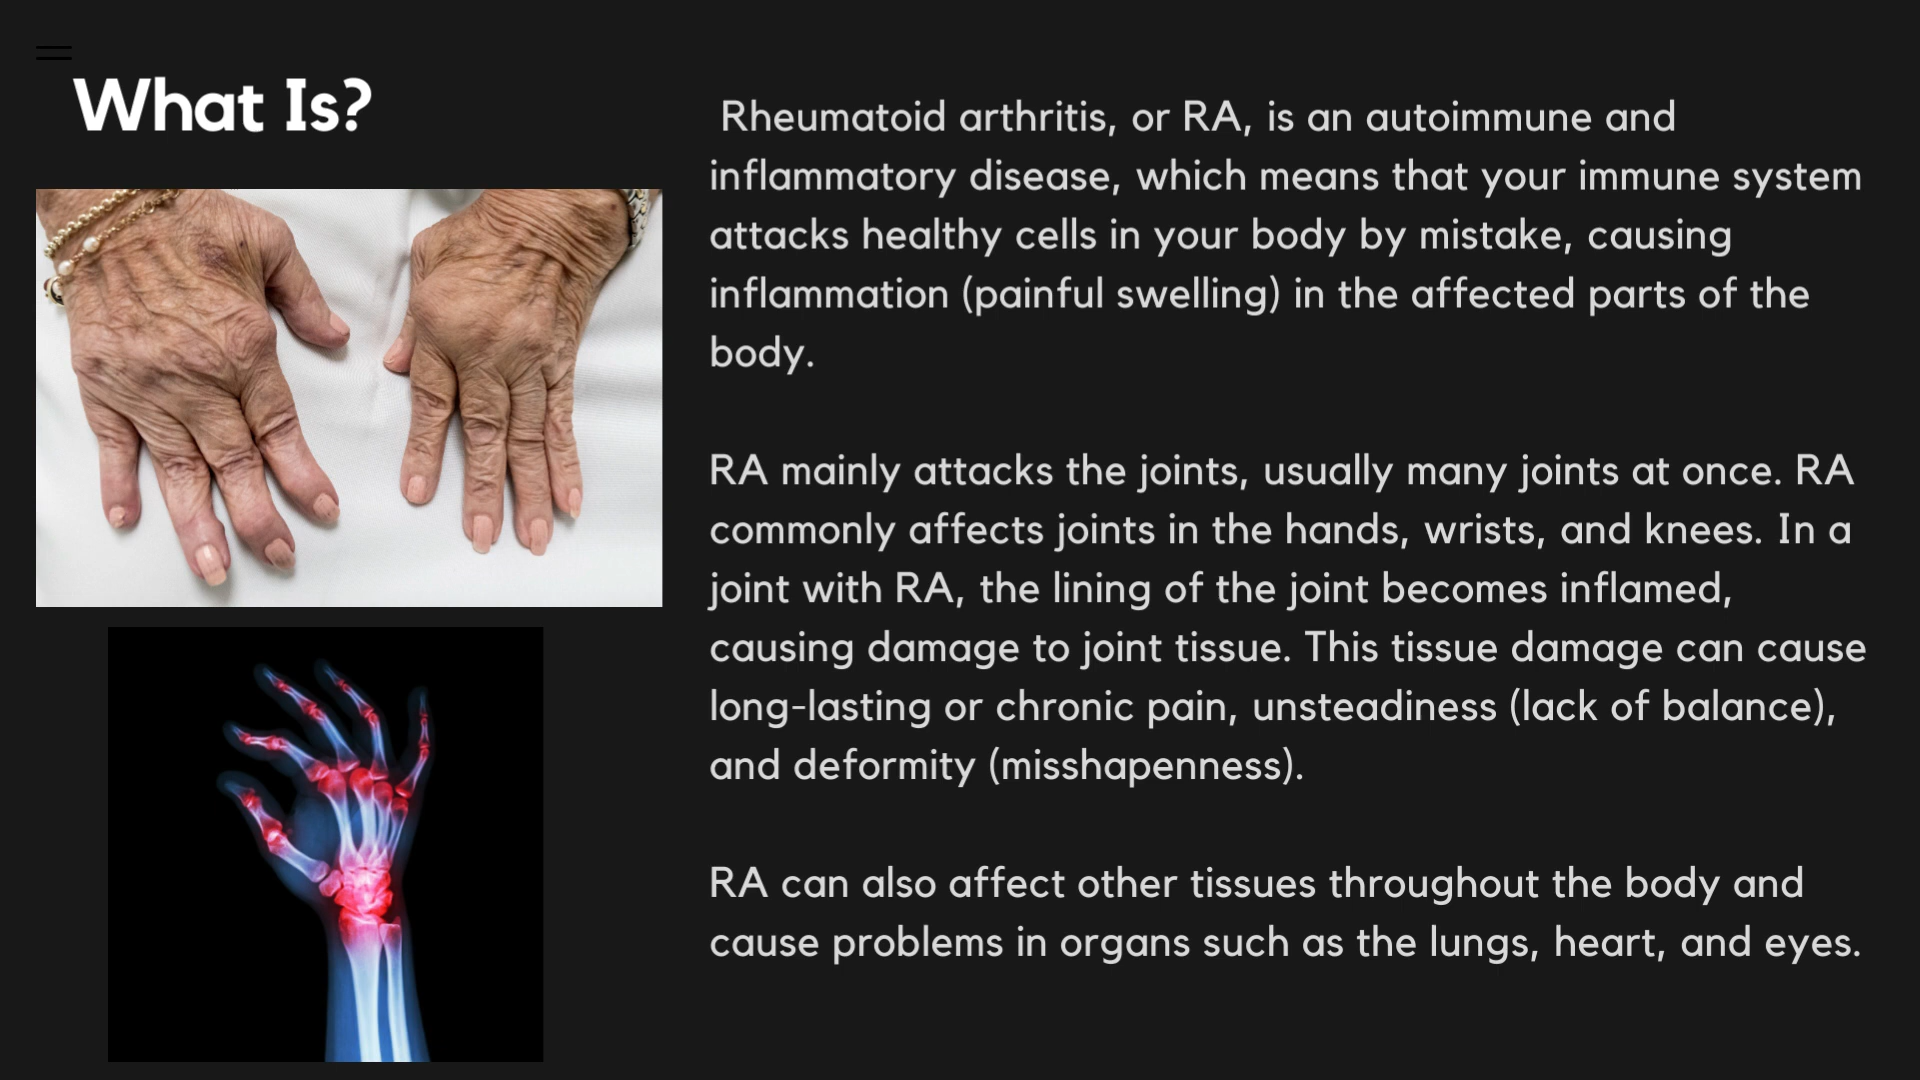 What Is?
Rheumatoid arthritis, or RA, is an autoimmune and
inflammatory disease, which means that your immune system
attacks healthy cells in your body by mistake, causing
inflammation (painful swelling) in the affected parts of the
body.
RA mainly attacks the joints, usually many joints at once. RA
commonly affects joints in the hands, wrists, and knees. In a
joint with RA, the lining of the joint becomes inflamed,
causing damage to joint tissue. This tissue damage can cause
long-lasting or chronic pain, unsteadiness (lack of balance),
and deformity (misshapenness).
RA can also affect other tissues throughout the body and
cause problems in organs such as the lungs, heart, and eyes.